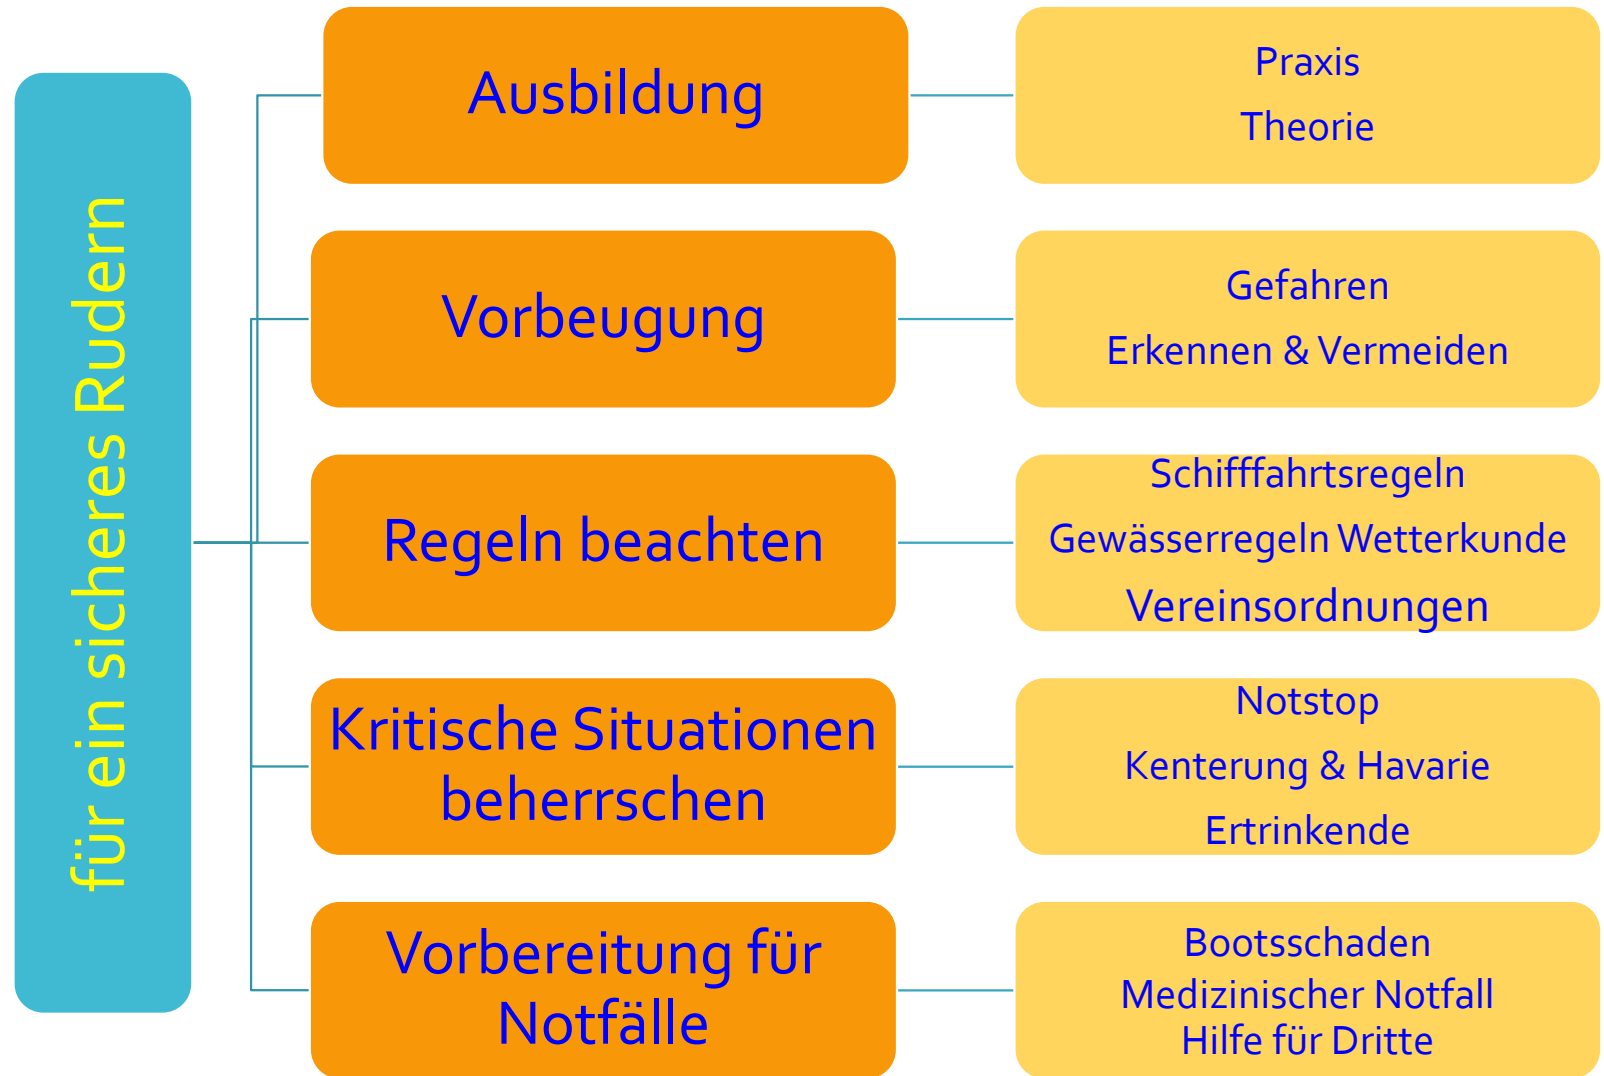 für ein sicheres Rudern
Ausbildung
Praxis
Theorie
Vorbeugung
Gefahren
Erkennen & Vermeiden
Regeln beachten
Schifffahrtsregeln
Gewässerregeln Wetterkunde
Vereinsordnungen
Kritische Situationen
beherrschen
Notstop
Kenterung & Havarie
Ertrinkende
Vorbereitung für
Notfälle
Bootsschaden
Medizinischer Notfall
Hilfe für Dritte